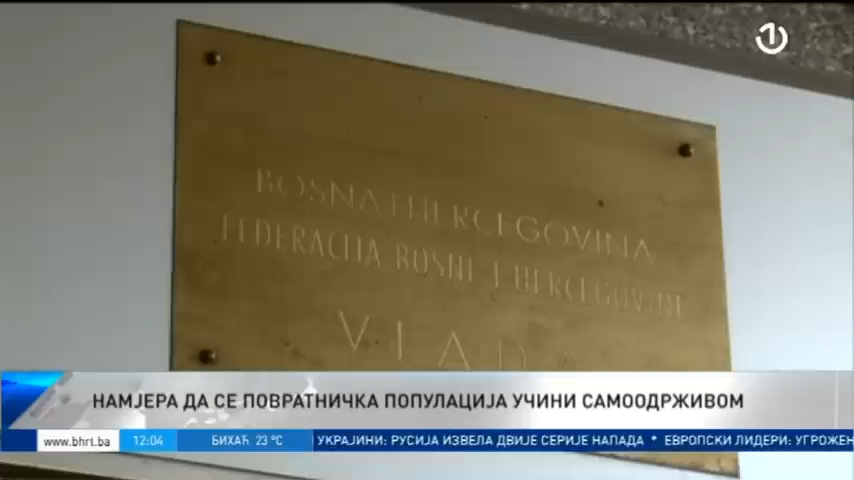 BOSNA I HERCEGOVINA
FEDERACIJA BOSNE I HERCEGOVINE
VLADA
НАМЈЕРА ДА СЕ ПОВРАТНИЧКА ПОПУЛАЦИЈА УЧИНИ САМООДРЖИВОМ
www.bhrt.ba 12:04 БИХАЋ 23 °C УКРАЈИНИ: РУСИЈА ИЗВЕЛА ДВИЈЕ СЕРИЈЕ НАПАДА * ЕВРОПСКИ ЛИДЕРИ: УГРОЖЕН